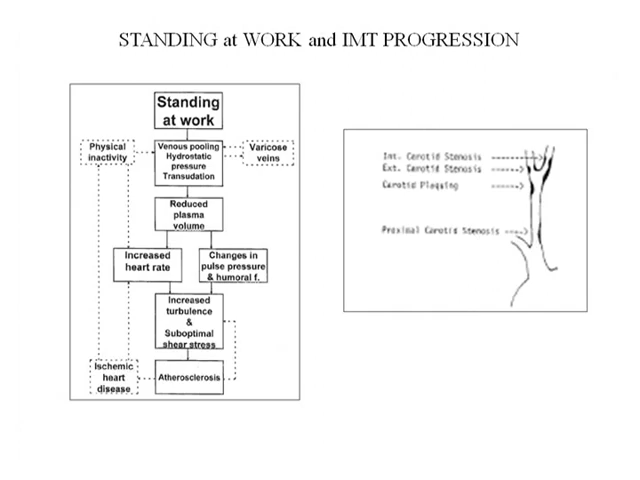 STANDING at WORK and IMT PROGRESSION
Standing
at work
Physical
inactivity
Venous pooling
Hydrostatic
pressure
Transudation
Varicose
veins
Reduced
plasma
volume
Increased
heart rate
Changes in
pulse pressure
& humoral f.
Increased
turbulence
&
Suboptimal
shear stress
Ischemic
heart
disease
Atherosclerosis
Int. Carotid Stenosis
Ext. Carotid Stenosis
Carotid Plaquing
Proximal Carotid Stenosis